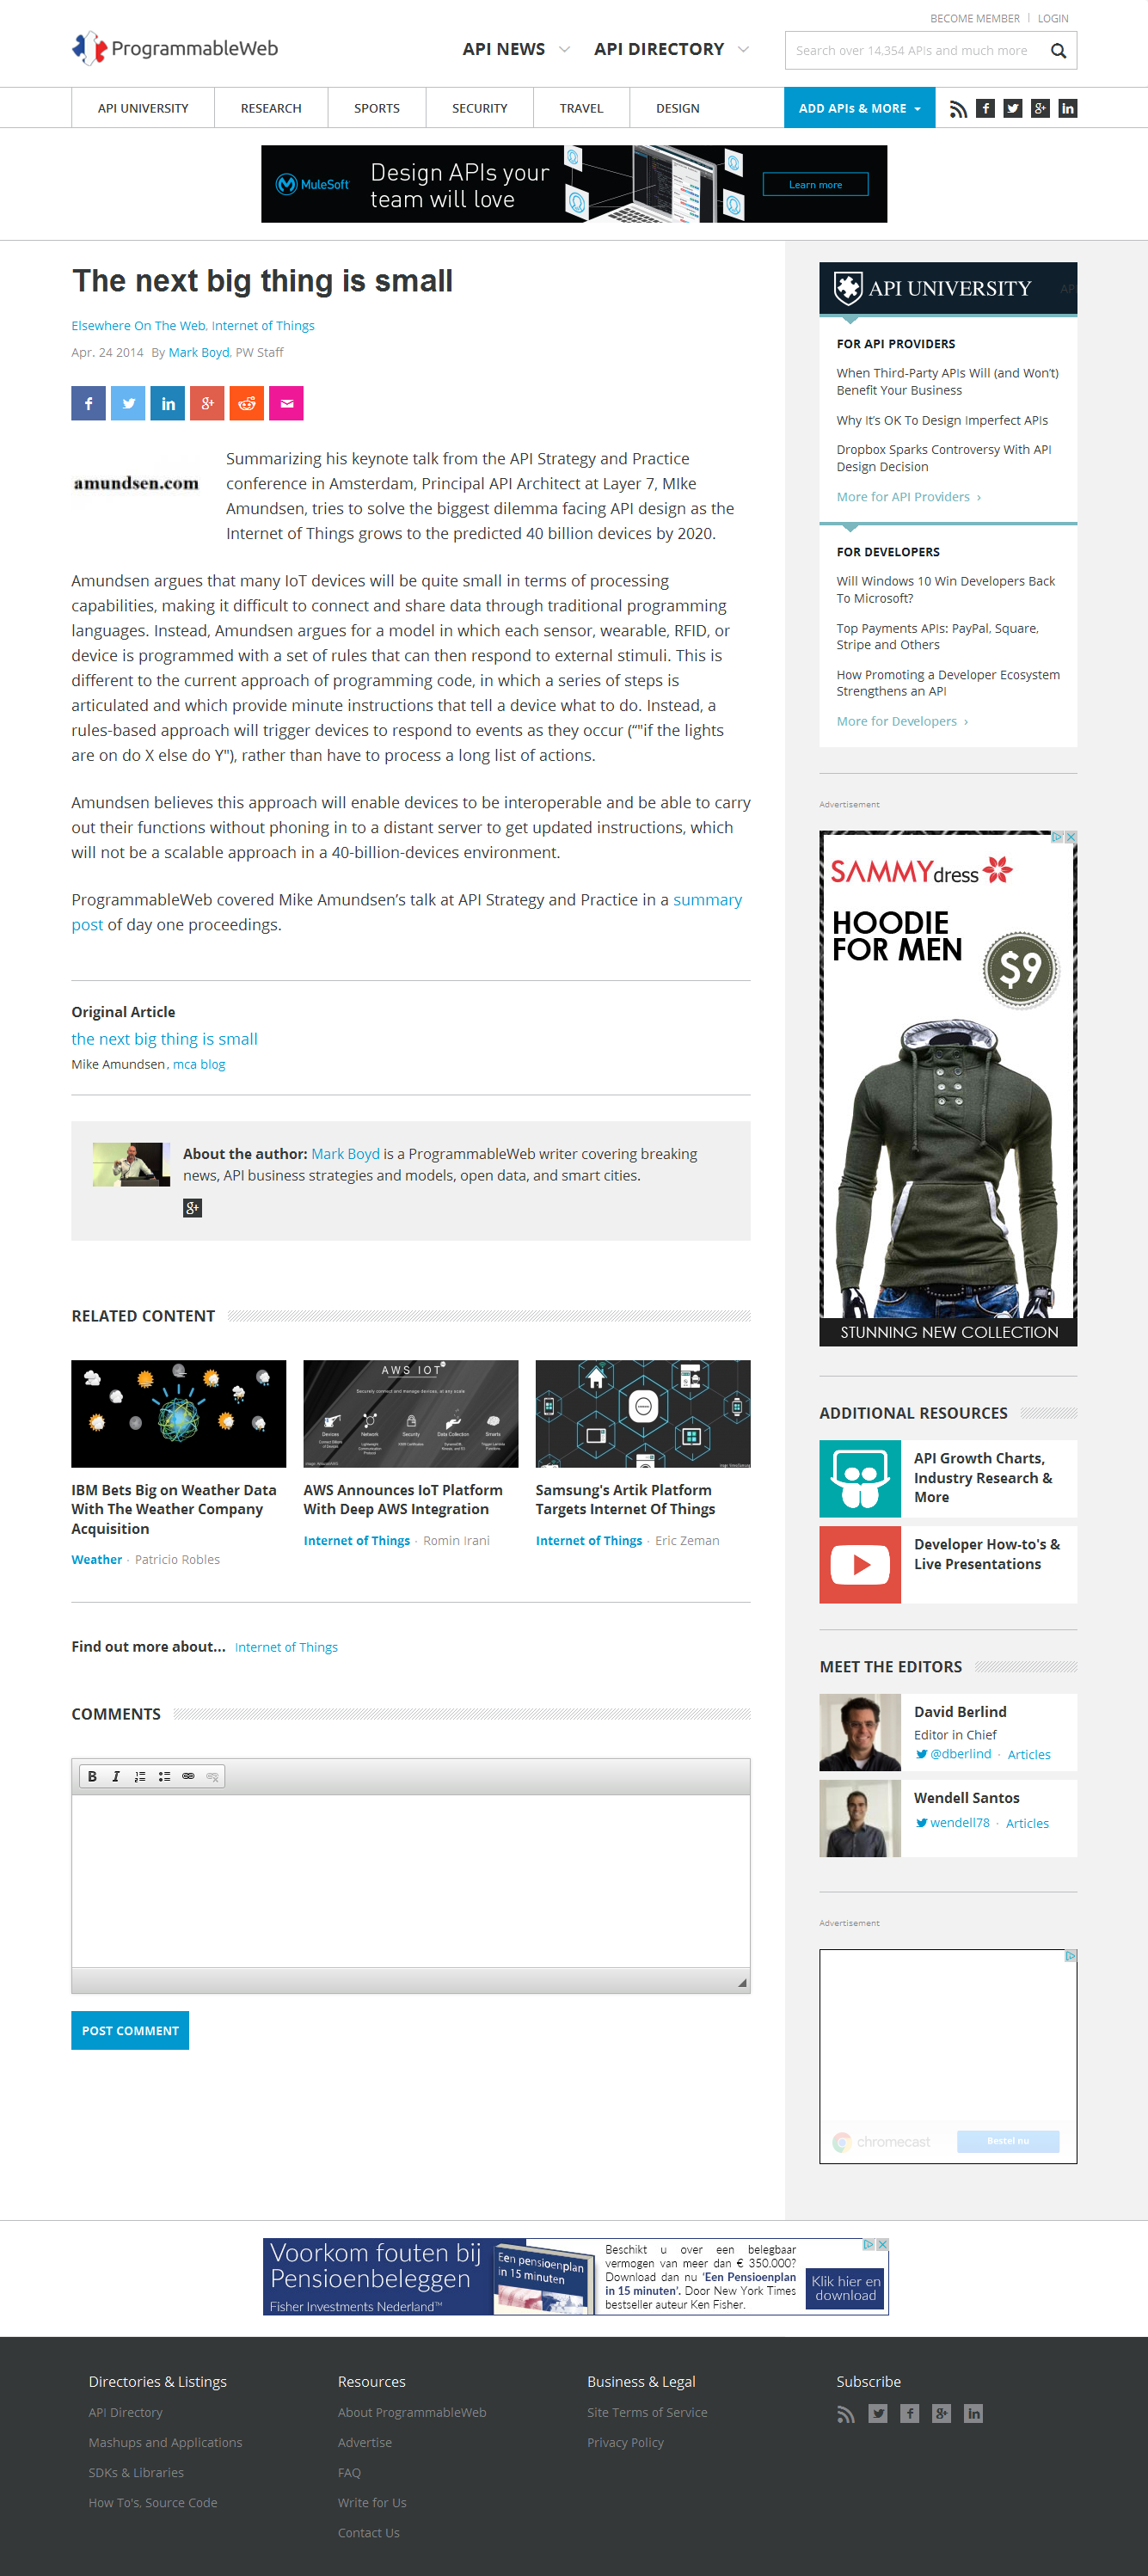 BECOME MEMBER | LOGIN
ProgrammableWeb
API NEWS
API DIRECTORY
Search over 14,354 APIs and much more
API UNIVERSITY
RESEARCH
SPORTS
SECURITY
TRAVEL
DESIGN
ADD APIs & MORE
MuleSoft
Design APIs your
team will love
Learn more
The next big thing is small
Elsewhere On The Web, Internet of Things
Apr. 24 2014 By Mark Boyd, PW Staff
amundsen.com
Summarizing his keynote talk from the API Strategy and Practice
conference in Amsterdam, Principal API Architect at Layer 7, MIke
Amundsen, tries to solve the biggest dilemma facing API design as the
Internet of Things grows to the predicted 40 billion devices by 2020.
Amundsen argues that many IoT devices will be quite small in terms of processing
capabilities, making it difficult to connect and share data through traditional programming
languages. Instead, Amundsen argues for a model in which each sensor, wearable, RFID, or
device is programmed with a set of rules that can then respond to external stimuli. This is
different to the current approach of programming code, in which a series of steps is
articulated and which provide minute instructions that tell a device what to do. Instead, a
rules-based approach will trigger devices to respond to events as they occur (“"if the lights
are on do X else do Y"), rather than have to process a long list of actions.
Amundsen believes this approach will enable devices to be interoperable and be able to carry
out their functions without phoning in to a distant server to get updated instructions, which
will not be a scalable approach in a 40-billion-devices environment.
ProgrammableWeb covered Mike Amundsen’s talk at API Strategy and Practice in a summary
post of day one proceedings.
Original Article
the next big thing is small
Mike Amundsen, mca blog
About the author: Mark Boyd is a ProgrammableWeb writer covering breaking
news, API business strategies and models, open data, and smart cities.
RELATED CONTENT
AWS IOT
Securely connect and manage devices, at any scale
Devices
Network
Security
Data Collection
Smarts
IBM Bets Big on Weather Data
With The Weather Company
Acquisition
Weather · Patricio Robles
AWS Announces IoT Platform
With Deep AWS Integration
Internet of Things · Romin Irani
Samsung's Artik Platform
Targets Internet Of Things
Internet of Things · Eric Zeman
Find out more about... Internet of Things
COMMENTS
B I
POST COMMENT
API UNIVERSITY
FOR API PROVIDERS
When Third-Party APIs Will (and Won’t)
Benefit Your Business
Why It’s OK To Design Imperfect APIs
Dropbox Sparks Controversy With API
Design Decision
More for API Providers ›
FOR DEVELOPERS
Will Windows 10 Win Developers Back
To Microsoft?
Top Payments APIs: PayPal, Square,
Stripe and Others
How Promoting a Developer Ecosystem
Strengthens an API
More for Developers ›
Advertisement
SAMMYdress
HOODIE
FOR MEN
$9
STUNNING NEW COLLECTION
ADDITIONAL RESOURCES
API Growth Charts,
Industry Research &
More
Developer How-to's &
Live Presentations
MEET THE EDITORS
David Berlind
Editor in Chief
@dberlind · Articles
Wendell Santos
wendell78 · Articles
Advertisement
chromecast
Bestel nu
Voorkom fouten bij
Pensioenbeleggen
Fisher Investments Nederland™
Een pensioenplan
in 15 minuten
Beschikt u over een belegbaar
vermogen van meer dan € 350.000?
Download dan nu ‘Een Pensioenplan
in 15 minuten’. Door New York Times
bestseller auteur Ken Fisher.
Klik hier en
download
Directories & Listings
API Directory
Mashups and Applications
SDKs & Libraries
How To's, Source Code
Resources
About ProgrammableWeb
Advertise
FAQ
Write for Us
Contact Us
Business & Legal
Site Terms of Service
Privacy Policy
Subscribe